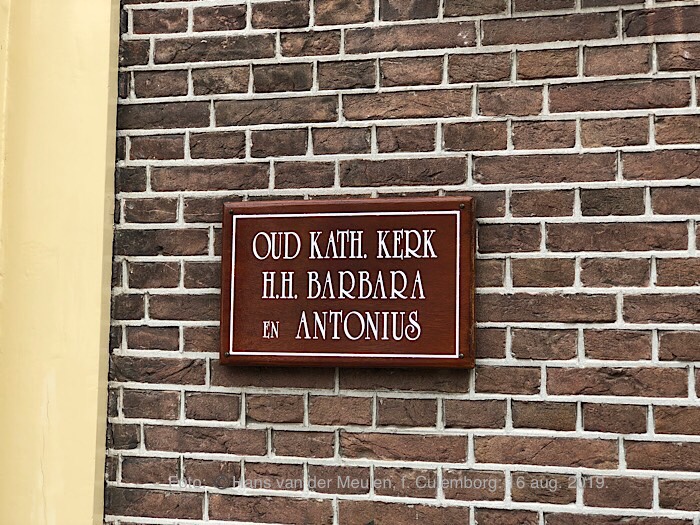 OUD KATH. KERK
H.H. BARBARA
EN ANTONIUS
Foto: Hans van der Meulen, f. Culemborg: 16 aug. 2019.